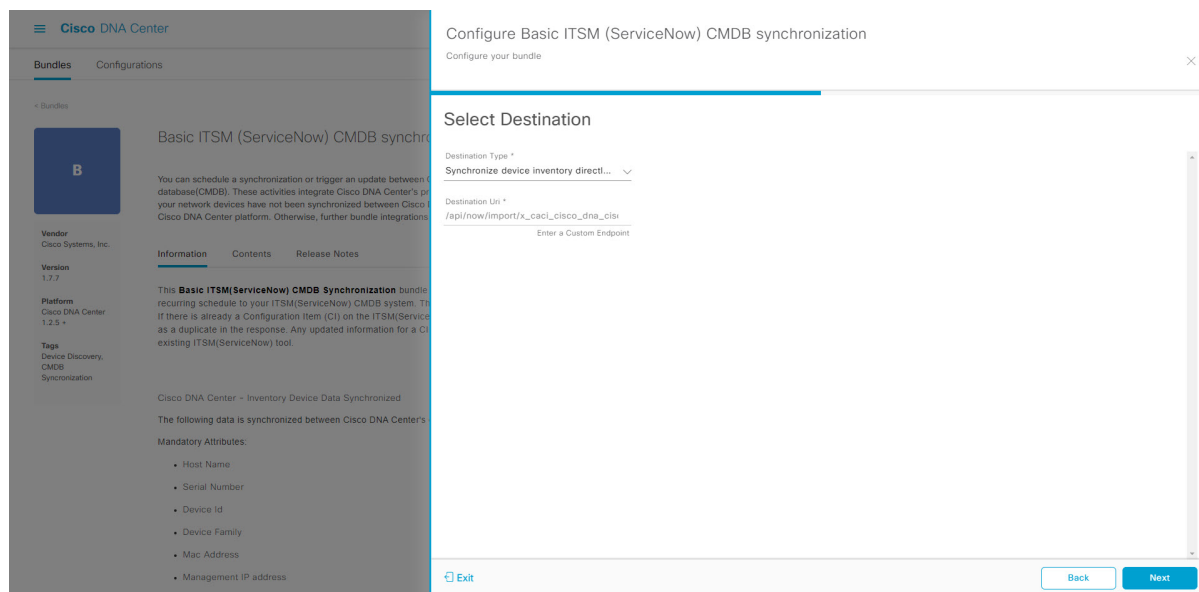 Cisco DNA Center
Bundles Configurations
< Bundles
B
Vendor
Cisco Systems, Inc.
Version
1.7.7
Platform
Cisco DNA Center
1.2.5 +
Tags
Device Discovery,
CMDB
Syncronization
Basic ITSM (ServiceNow) CMDB synchro
You can schedule a synchronization or trigger an update between
database(CMDB). These activities integrate Cisco DNA Center's pr
your network devices have not been synchronized between Cisco
Cisco DNA Center platform. Otherwise, further bundle integrations
Information Contents Release Notes
This Basic ITSM(ServiceNow) CMDB Synchronization bundle
recurring schedule to your ITSM(ServiceNow) CMDB system. Th
If there is already a Configuration Item (CI) on the ITSM(Service
as a duplicate in the response. Any updated information for a CI
existing ITSM(ServiceNow) tool.
Cisco DNA Center - Inventory Device Data Synchronized
The following data is synchronized between Cisco DNA Center's
Mandatory Attributes:
• Host Name
• Serial Number
• Device Id
• Device Family
• Mac Address
• Management IP address
Configure Basic ITSM (ServiceNow) CMDB synchronization
Configure your bundle
Select Destination
Destination Type *
Synchronize device inventory directl...
Destination Uri *
/api/now/import/x_caci_cisco_dna_cis
Enter a Custom Endpoint
Exit
Back
Next